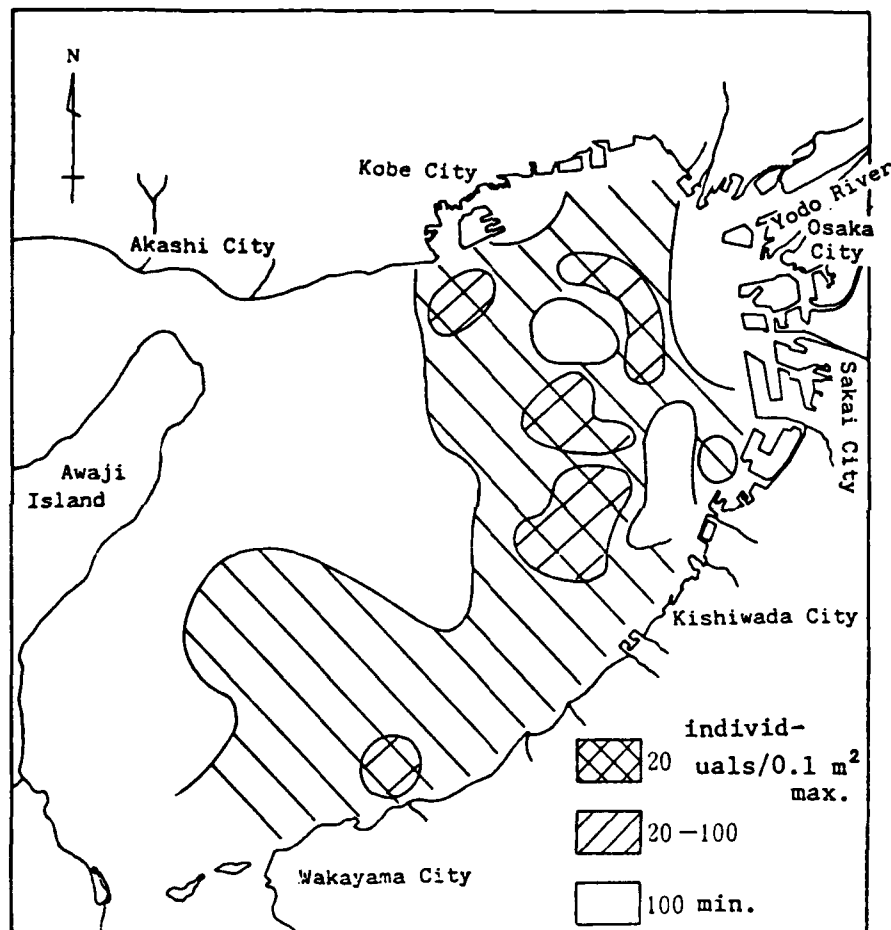 N
Kobe City
Yodo River
Osaka
City
Akashi City
Sakai City
Awaji
Island
Kishiwada City
individ-
20 uals/0.1 m²
max.
20-100
Wakayama City
100 min.